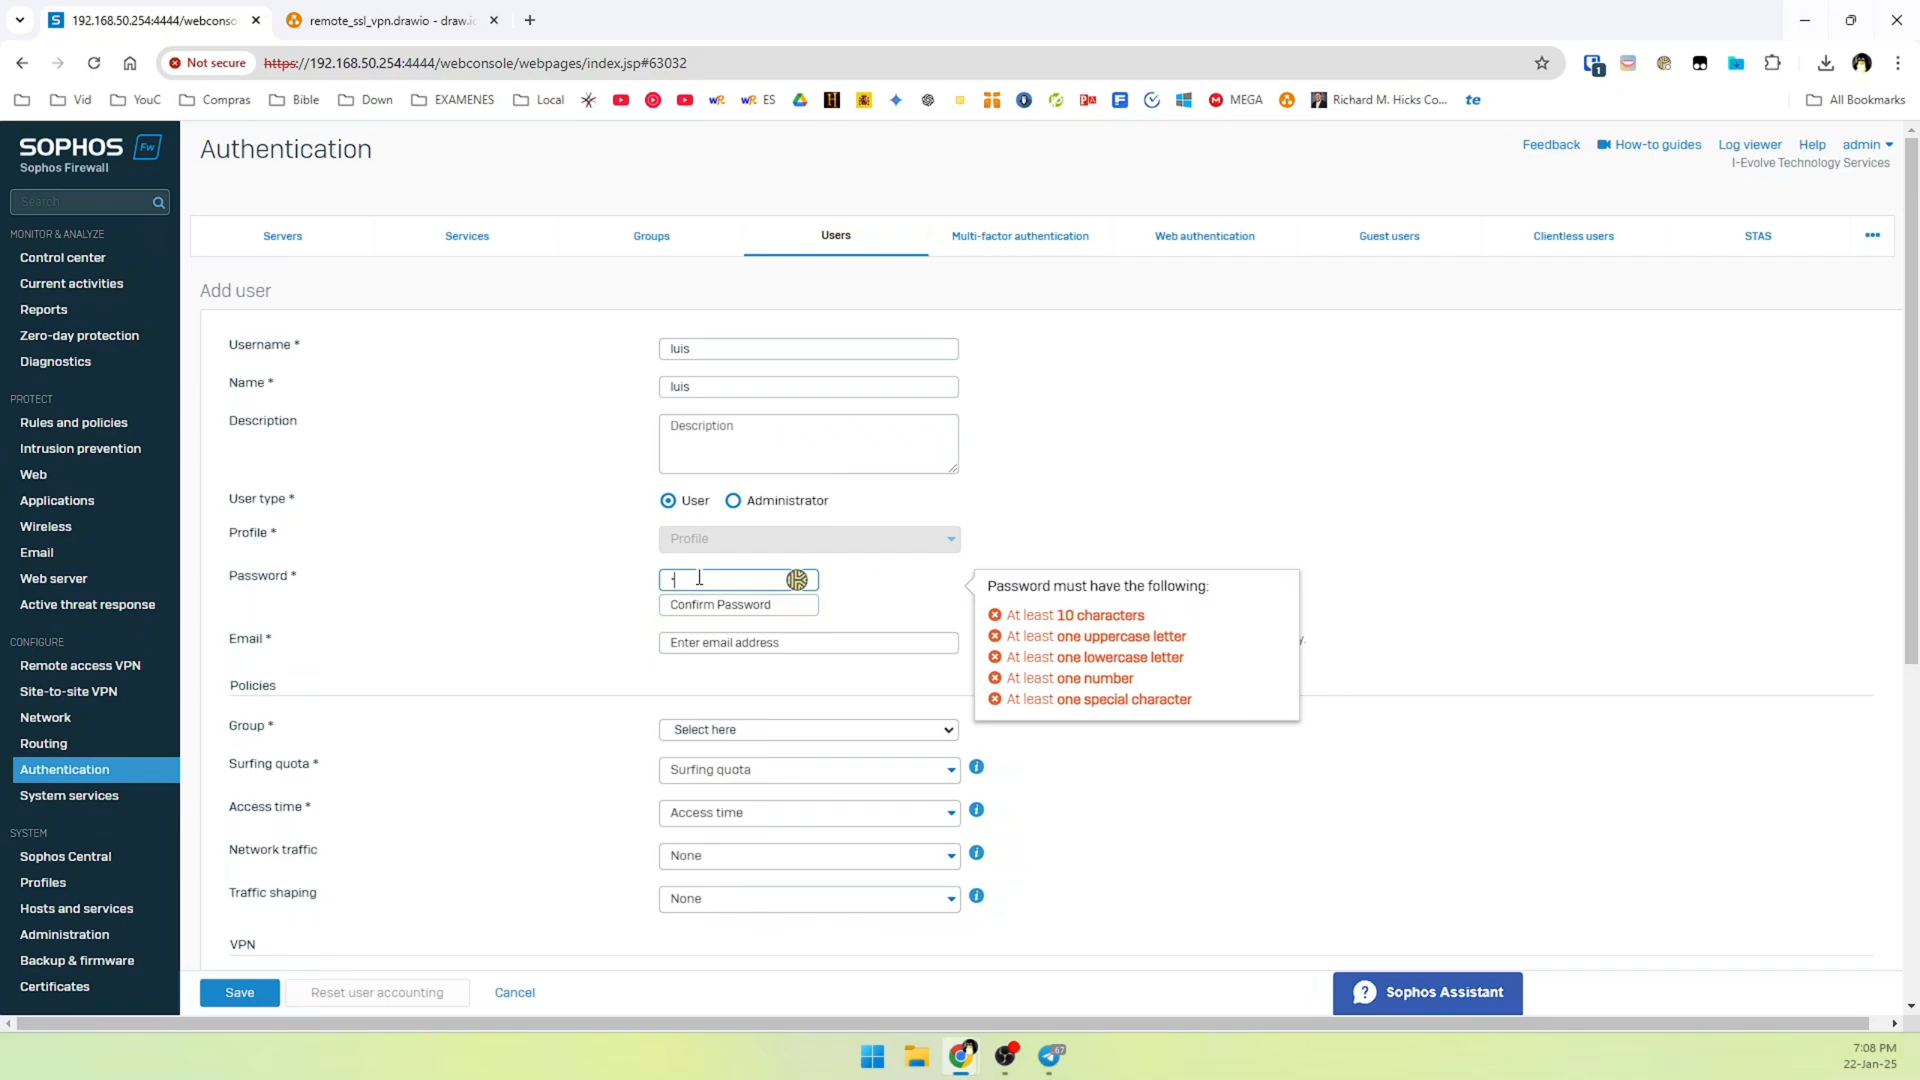 192.168.50.254:4444/webconso
remote_ssl_vpn.drawio - draw.i
Not secure
https://192.168.50.254:4444/webconsole/webpages/index.jsp#63032
1
Vid
YouC
Compras
Bible
Down
EXAMENES
Local
WR
WR ES
H
MEGA
Richard M. Hicks Co...
te
All Bookmarks
SOPHOS Fw
Sophos Firewall
Search
MONITOR & ANALYZE
Control center
Current activities
Reports
Zero-day protection
Diagnostics
PROTECT
Rules and policies
Intrusion prevention
Web
Applications
Wireless
Email
Web server
Active threat response
CONFIGURE
Remote access VPN
Site-to-site VPN
Network
Routing
Authentication
System services
SYSTEM
Sophos Central
Profiles
Hosts and services
Administration
Backup & firmware
Certificates
Authentication
Feedback How-to guides Log viewer Help admin
I-Evolve Technology Services
Servers Services Groups Users Multi-factor authentication Web authentication Guest users Clientless users STAS
Add user
Username * luis
Name * luis
Description Description
User type * User Administrator
Profile * Profile
Password *
Confirm Password
Email * Enter email address
Password must have the following:
At least 10 characters
At least one uppercase letter
At least one lowercase letter
At least one number
At least one special character
Policies
Group * Select here
Surfing quota * Surfing quota
Access time * Access time
Network traffic None
Traffic shaping None
VPN
Save Reset user accounting Cancel
Sophos Assistant
67
7:08 PM
22-Jan-25